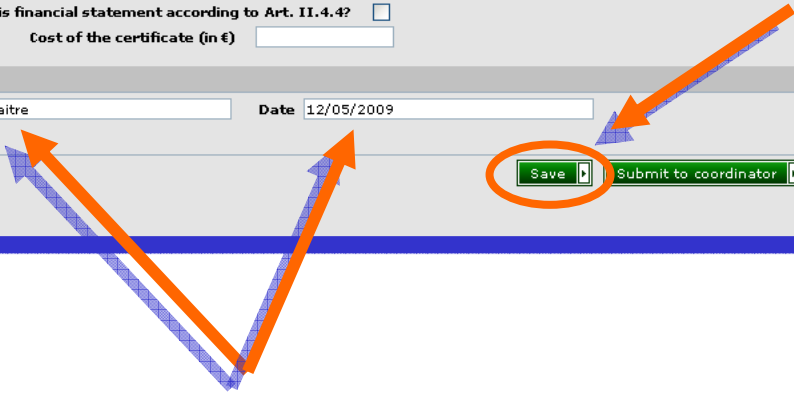 is financial statement according to Art. II.4.4?
Cost of the certificate (in €)
aitre Date 12/05/2009
Save Submit to coordinator